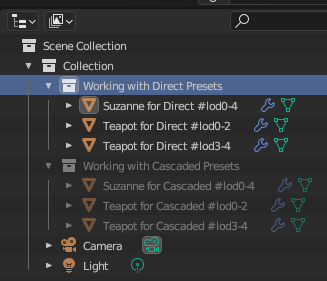 Scene Collection
Collection
Working with Direct Presets
Suzanne for Direct #lod0-4
Teapot for Direct #lod0-2
Teapot for Direct #lod3-4
Working with Cascaded Presets
Suzanne for Cascaded #lod0-4
Teapot for Cascaded #lod0-2
Teapot for Cascaded #lod3-4
Camera
Light